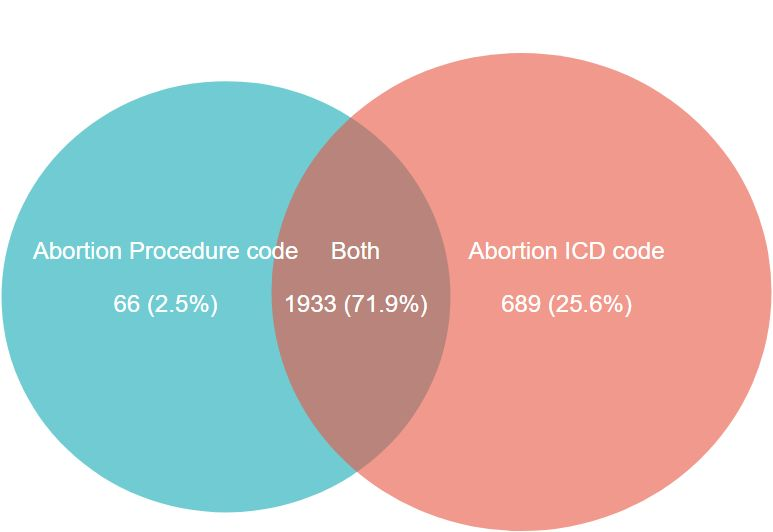 Abortion Procedure code
66 (2.5%)
Both
1933 (71.9%)
Abortion ICD code
689 (25.6%)